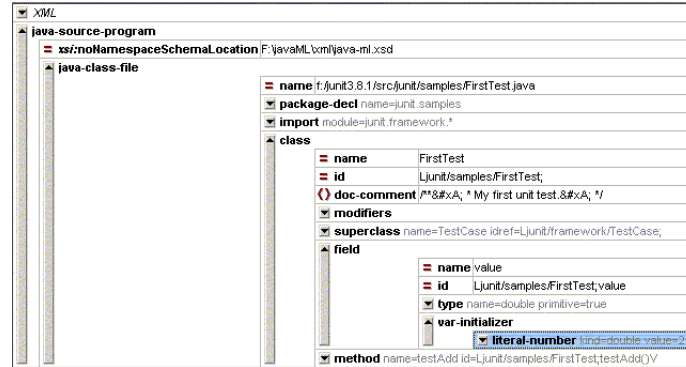 XML
java-source-program
= xsi:noNamespaceSchemaLocation F:\javaML\xml\java-ml.xsd
java-class-file
= name f:/junit3.8.1/src/junit/samples/FirstTest.java
package-decl name=junit.samples
import module=junit.framework.*
class
= name FirstTest
= id Ljunit/samples/FirstTest;
() doc-comment /**&#xA; * My first unit test.&#xA; */
modifiers
superclass name=TestCase idref=Ljunit/framework/TestCase;
field
= name value
= id Ljunit/samples/FirstTest;value
type name=double primitive=true
var-initializer
literal-number kind=double value=2
method name=testAdd id=Ljunit/samples/FirstTest;testAdd()V